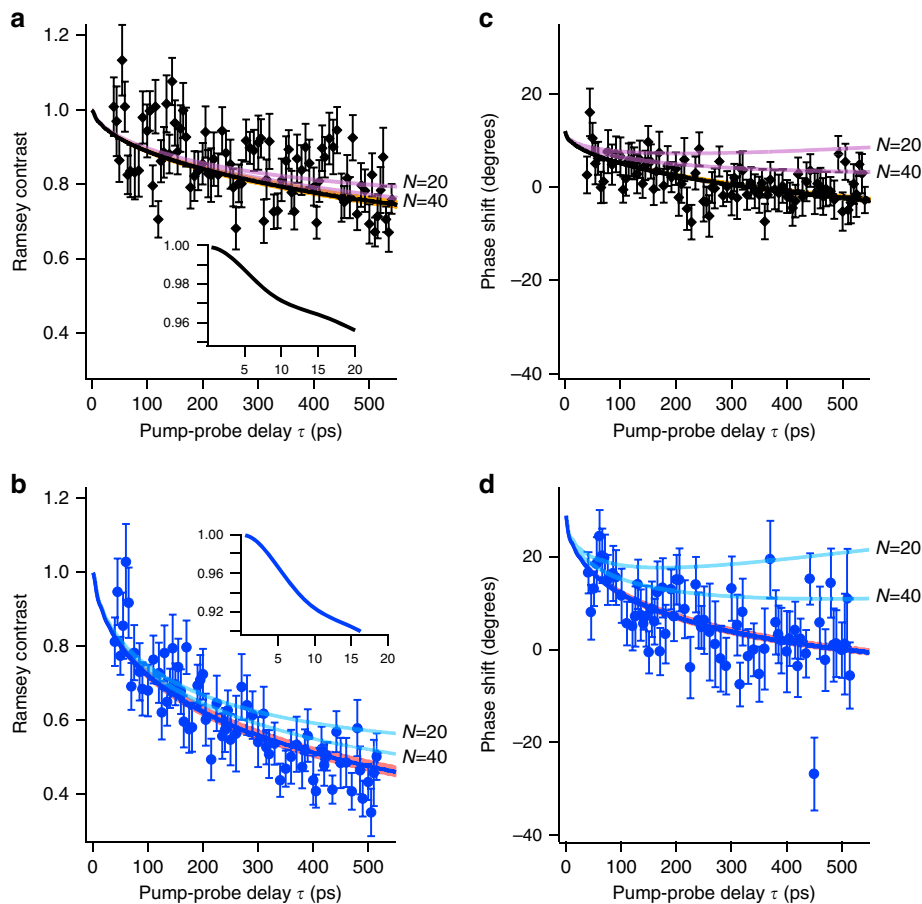 a
1.2
1.0
0.8
0.6
0.4
Ramsey contrast
N=20
N=40
1.00
0.98
0.96
5
10
15
20
0
100
200
300
400
500
Pump-probe delay τ (ps)
c
20
0
−20
−40
Phase shift (degrees)
N=20
N=40
0
100
200
300
400
500
Pump-probe delay τ (ps)
b
1.2
1.0
0.8
0.6
0.4
Ramsey contrast
1.00
0.96
0.92
5
10
15
20
N=20
N=40
0
100
200
300
400
500
Pump-probe delay τ (ps)
d
20
0
−20
−40
Phase shift (degrees)
N=20
N=40
0
100
200
300
400
500
Pump-probe delay τ (ps)